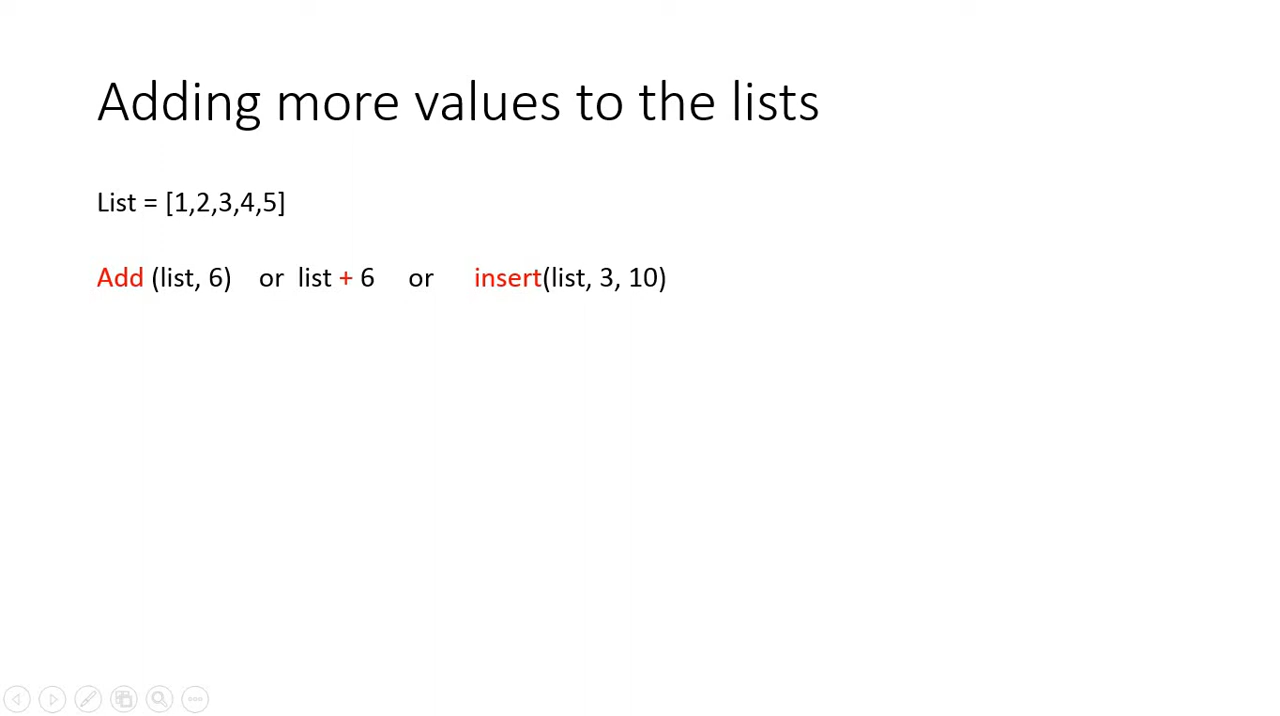 Adding more values to the lists
List = [1,2,3,4,5]
Add (list, 6) or list + 6 or insert(list, 3, 10)